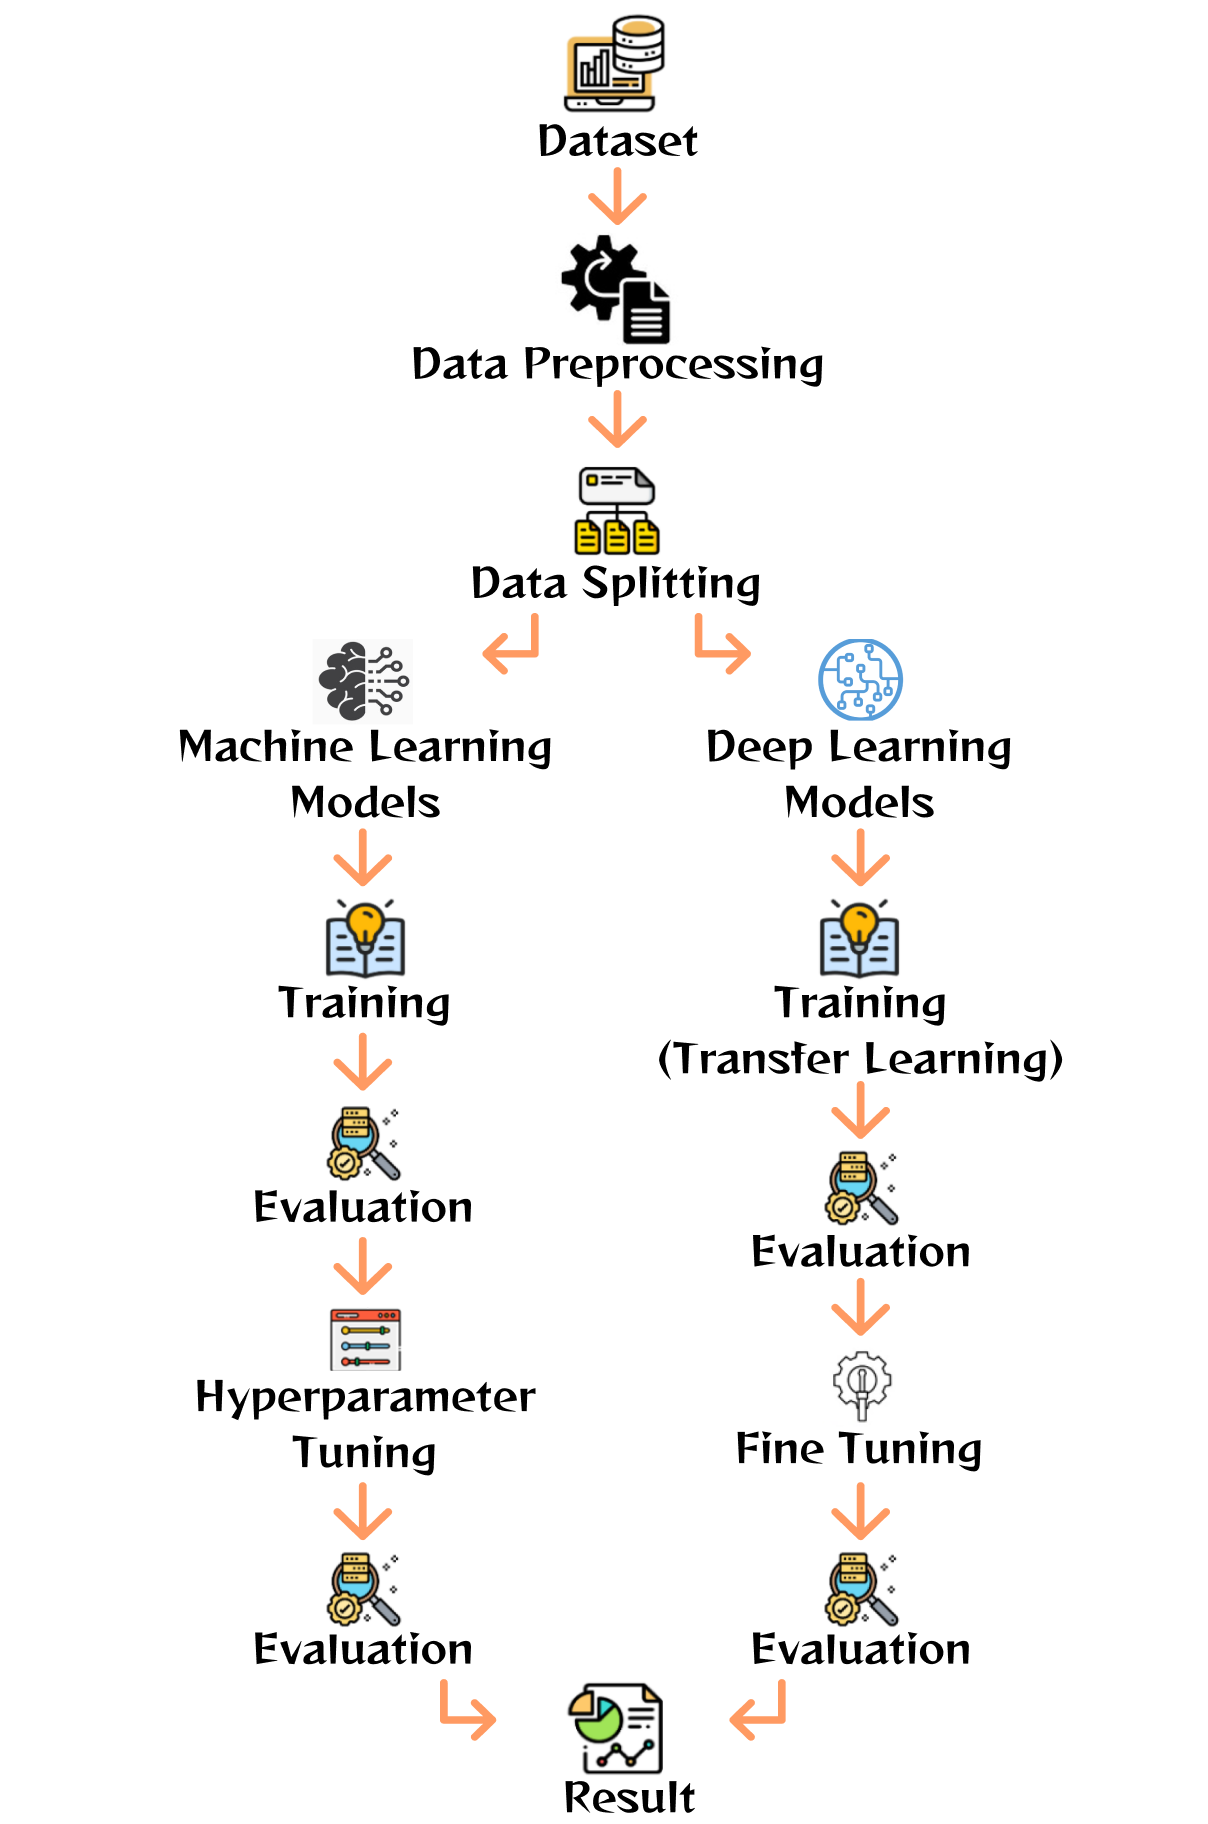 Dataset
Data Preprocessing
Data Splitting
Machine Learning
Models
Training
Evaluation
Hyperparameter
Tuning
Evaluation
Deep Learning
Models
Training
(Transfer Learning)
Evaluation
Fine Tuning
Evaluation
Result